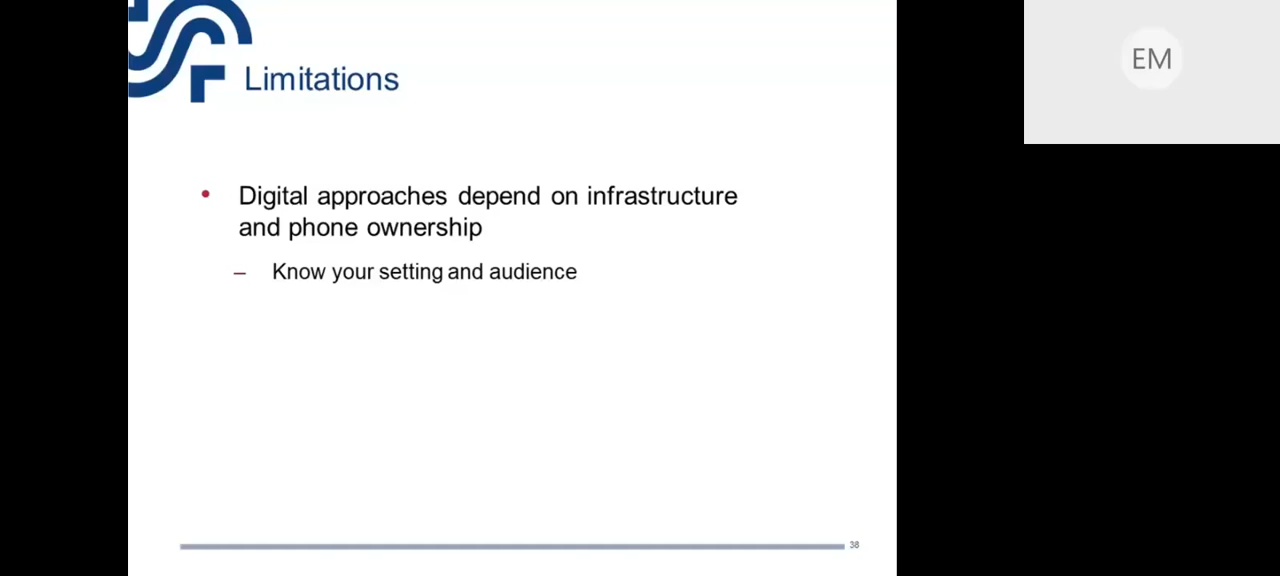 Limitations
• Digital approaches depend on infrastructure
and phone ownership
– Know your setting and audience
38
EM